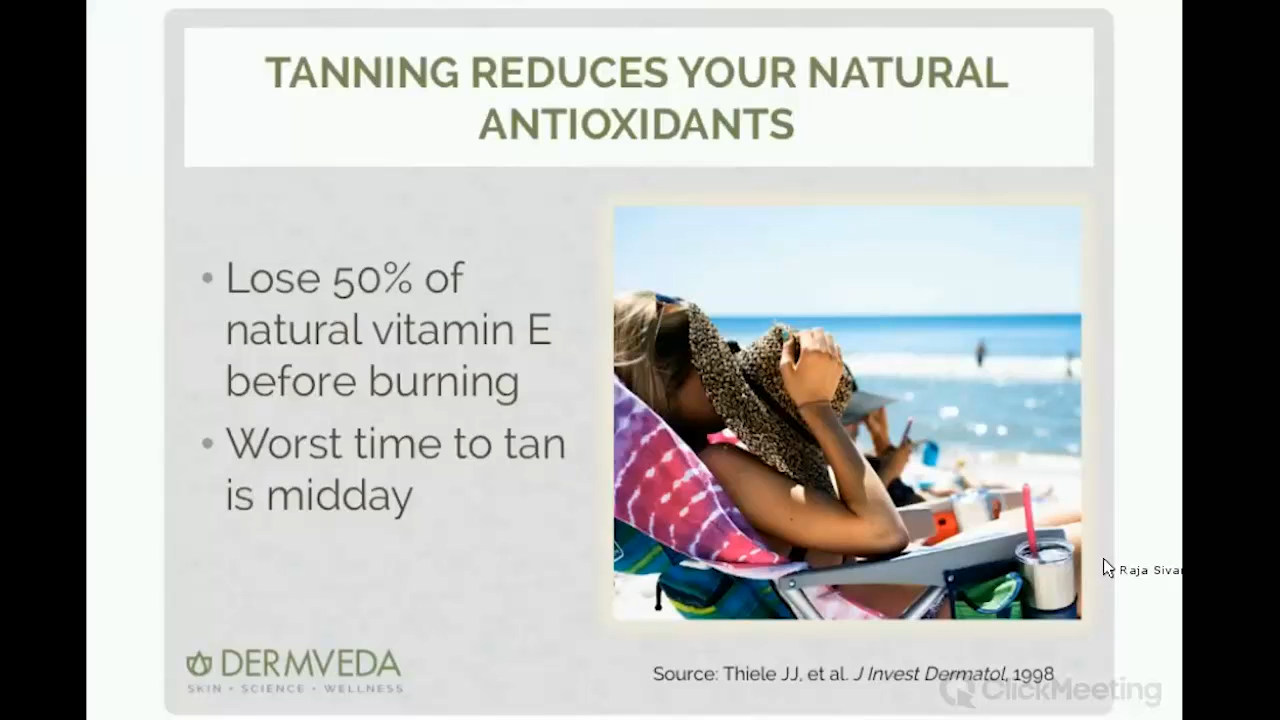 TANNING REDUCES YOUR NATURAL
ANTIOXIDANTS
• Lose 50% of
natural vitamin E
before burning
• Worst time to tan
is midday
Raja Sivar
DERMVEDA
SKIN • SCIENCE • WELLNESS
Source: Thiele JJ, et al. J Invest Dermatol, 1998
ClickMeeting